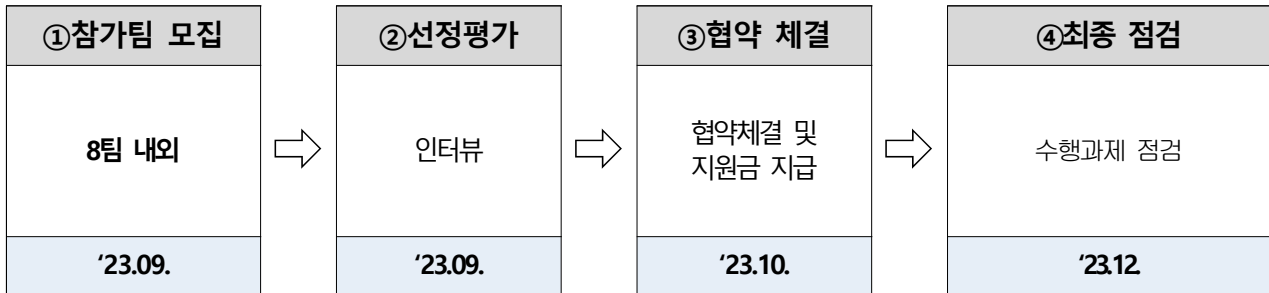 ①참가팀 모집
8팀 내외
‘23.09.
②선정평가
인터뷰
‘23.09.
③협약 체결
협약체결 및
지원금 지급
‘23.10.
④최종 점검
수행과제 점검
‘23.12.